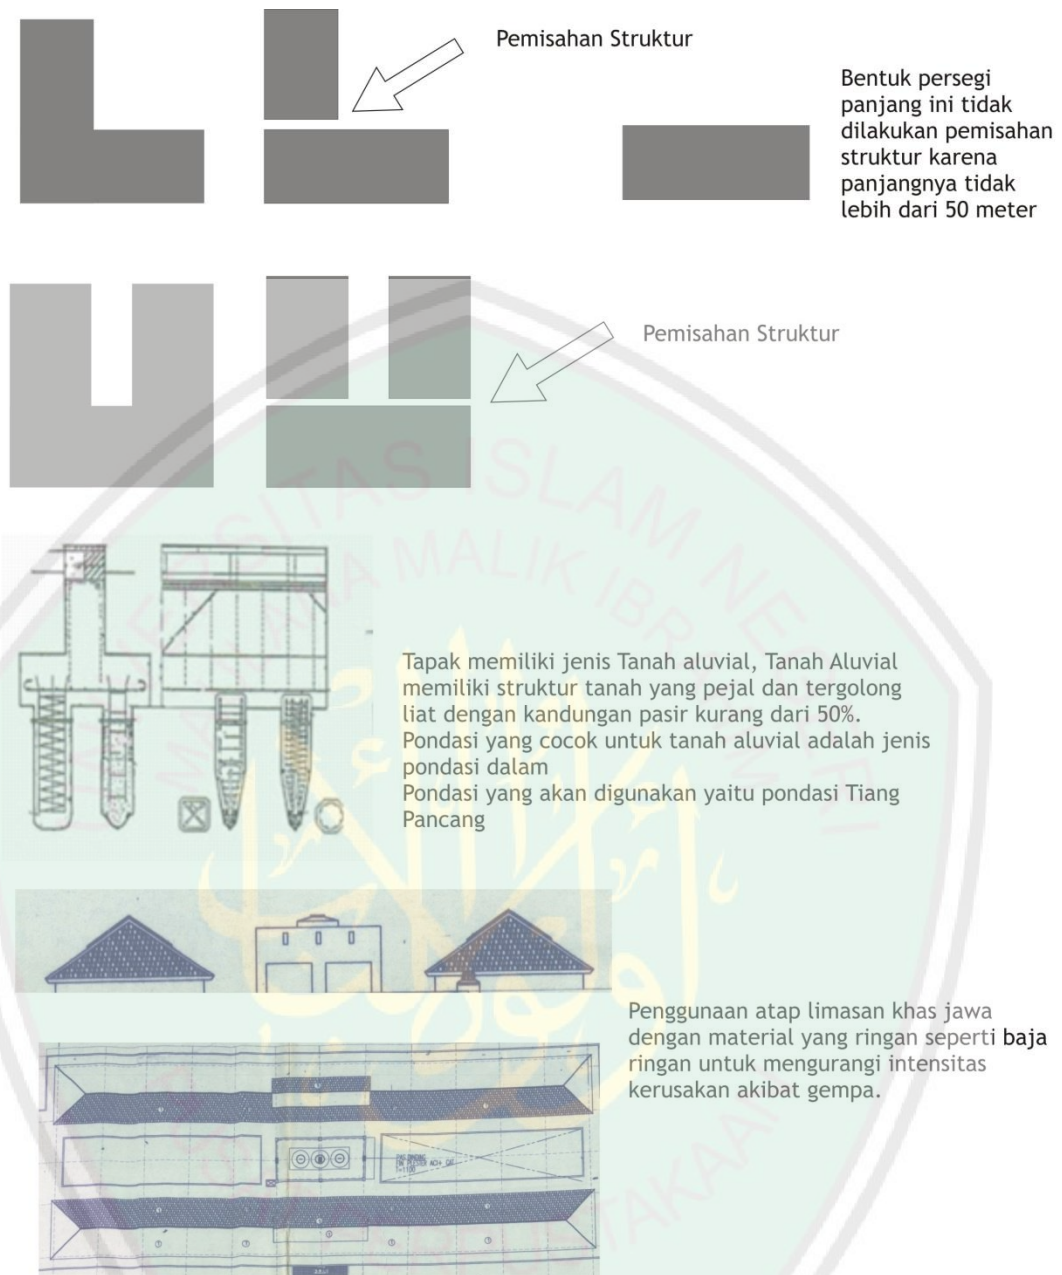 Pemisahan Struktur
Bentuk persegi
panjang ini tidak
dilakukan pemisahan
struktur karena
panjangnya tidak
lebih dari 50 meter
Pemisahan Struktur
Tapak memiliki jenis Tanah aluvial, Tanah Aluvial
memiliki struktur tanah yang pejal dan tergolong
liat dengan kandungan pasir kurang dari 50%.
Pondasi yang cocok untuk tanah aluvial adalah jenis
pondasi dalam
Pondasi yang akan digunakan yaitu pondasi Tiang
Pancang
Penggunaan atap limasan khas jawa
dengan material yang ringan seperti baja
ringan untuk mengurangi intensitas
kerusakan akibat gempa.
MAULANA MALIK IBRAHIM